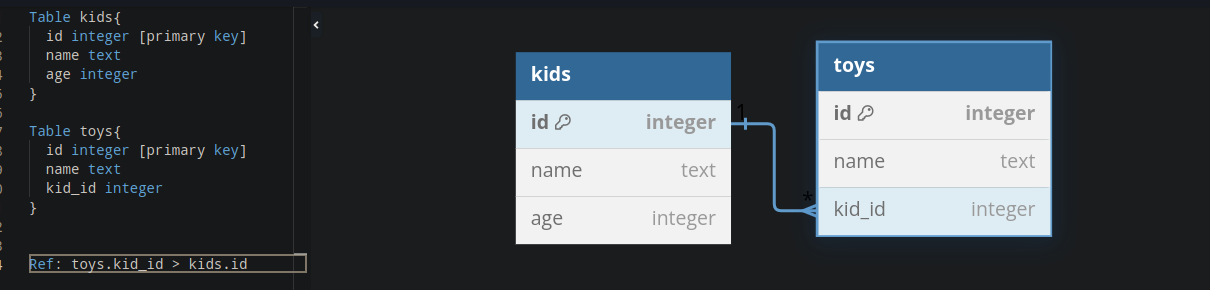 Table kids{
id integer [primary key]
name text
age integer
}
Table toys{
id integer [primary key]
name text
kid_id integer
}
Ref: toys.kid_id > kids.id
kids
id integer
name text
age integer
1
*
toys
id integer
name text
kid_id integer